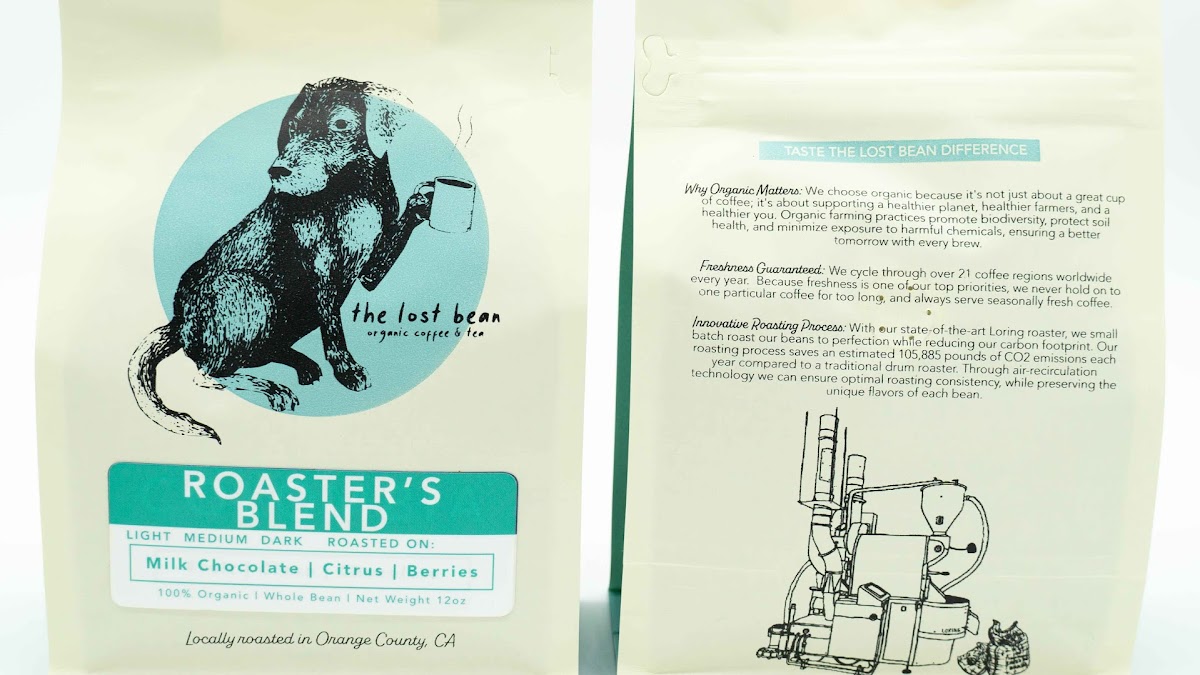 the lost bean
organic coffee & tea
ROASTER'S
BLEND
LIGHT MEDIUM DARK ROASTED ON:
Milk Chocolate | Citrus | Berries
100% Organic | Whole Bean | Net Weight 12oz
Locally roasted in Orange County, CA
TASTE THE LOST BEAN DIFFERENCE
Why Organic Matters: We choose organic because it's not just about a great cup
of coffee; it's about supporting a healthier planet, healthier farmers, and a
healthier you. Organic farming practices promote biodiversity, protect soil
health, and minimize exposure to harmful chemicals, ensuring a better
tomorrow with every brew.
Freshness Guaranteed: We cycle through over 21 coffee regions worldwide
every year. Because freshness is one of our top priorities, we never hold on to
one particular coffee for too long, and always serve seasonally fresh coffee.
Innovative Roasting Process: With our state-of-the-art Loring roaster, we small
batch roast our beans to perfection while reducing our carbon footprint. Our
roasting process saves an estimated 105,885 pounds of CO2 emissions each
year compared to a traditional drum roaster. Through air-recirculation
technology we can ensure optimal roasting consistency, while preserving the
unique flavors of each bean.
LORING